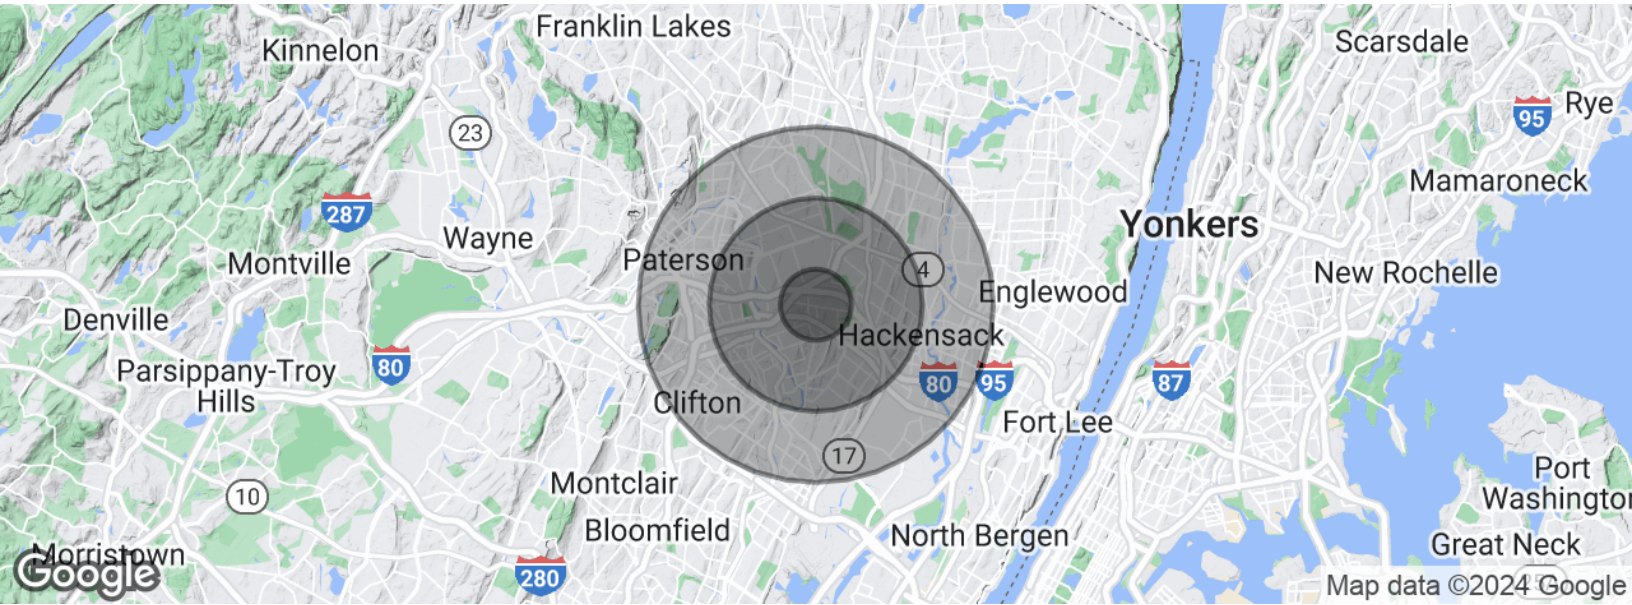 Franklin Lakes
Kinnelon
Scarsdale
Rye
95
23
Mamaroneck
287
Yonkers
Wayne
Paterson
Montville
4
New Rochelle
Englewood
Denville
Hackensack
80
Parsippany-Troy
Hills
80
95
87
Clifton
Fort Lee
17
Port
Washington
Montclair
10
Bloomfield
North Bergen
Great Neck
Morristown
Google
280
Map data ©2024 Google